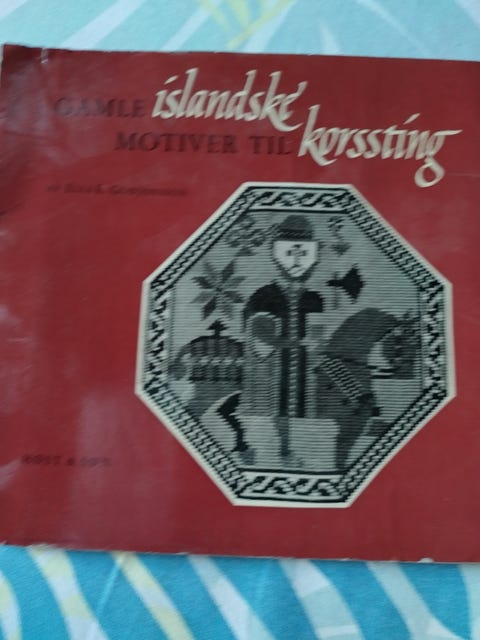 GAMLE islandske
MOTIVER TIL korssting
HØST & SØN